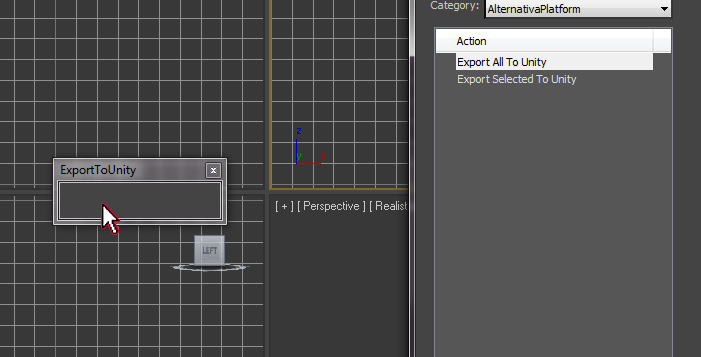 Category: AlternativaPlatform
Action
Export All To Unity
Export Selected To Unity
z
y
x
ExportToUnity
x
[ + ] [ Perspective ] [ Realist
LEFT